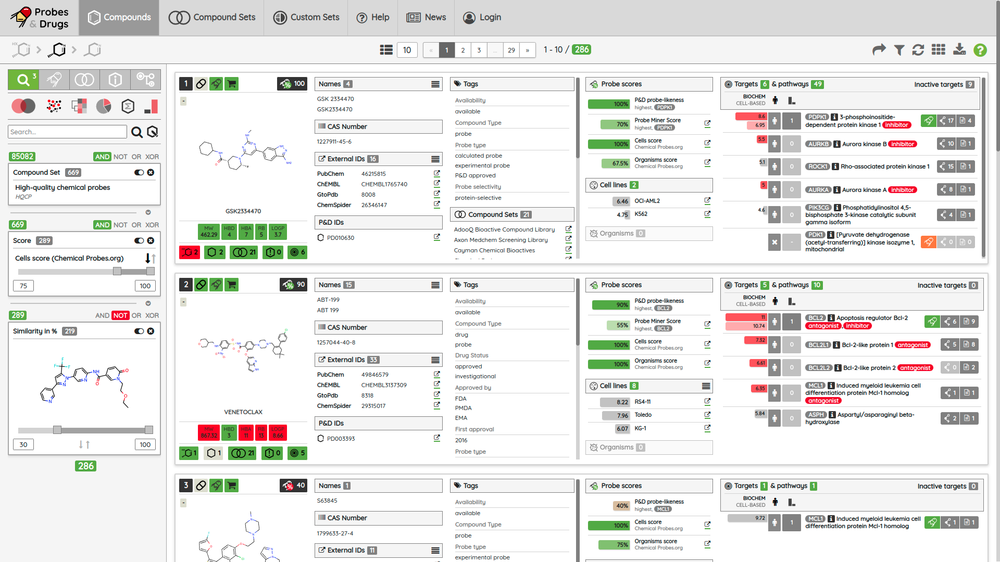 Probes
& Drugs
Compounds
Compound Sets
Custom Sets
Help
News
Login
10
« 1 2 3 ... 29 »
1 - 10 / 286
3
Search...
85082 AND NOT OR XOR
Compound Set 669
High-quality chemical probes
HQCP
669 AND NOT OR XOR
Score 289
Cells score (Chemical Probes.org)
75 100
289 AND NOT OR XOR
Similarity in % 219
30 100
286
1 % 100
-
GSK2334470
MW 462.29
HBD 4
HBA 7
RB 5
LOGP 3.7
2 2 21 0 6
Names 4
GSK 2334470
GSK2334470
CAS Number
1227911-45-6
External IDs 16
PubChem 46215815
ChEMBL CHEMBL1765740
GtoPdb 8008
ChemSpider 26346147
P&D IDs
PD010630
Tags
Availability
available
Compound Type
probe
Probe type
calculated probe
experimental probe
P&D approved
Probe selectivity
protein-selective
Compound Sets 21
AdooQ Bioactive Compound Library
Axon Medchem Screening Library
Cayman Chemical Bioactives
Probe scores
100% P&D probe-likeness
highest, PDPK1
70% Probe Miner Score
highest, PDPK1
100% Cells score
Chemical Probes.org
67.5% Organisms score
Chemical Probes.org
Cell lines 2
6.46 OCI-AML2
4.75 K562
Organisms 0
Targets 6 & pathways 49 Inactive targets 9
BIOCHEM
CELL-BASED
8.6
6.95
1 PDPK1 i 3-phosphoinositide-
dependent protein kinase 1 inhibitor 17 4
5.5 0 AURKB i Aurora kinase B inhibitor 10 1
5.1 0 ROCK1 i Rho-associated protein kinase 1 15 1
5 0 AURKA i Aurora kinase A inhibitor 8 1
4.6 0 PIK3CG i Phosphatidylinositol 4,5-
bisphosphate 3-kinase catalytic subunit
gamma isoform 4 1
- PDK1 i [Pyruvate dehydrogenase
(acetyl-transferring)] kinase isozyme 1,
mitochondrial 0 0
2 % 90
-
VENETOCLAX
MW 867.32
HBD 3
HBA 11
RB 13
LOGP 8.66
1 1 21 0 5
Names 15
ABT-199
ABT 199
CAS Number
1257044-40-8
External IDs 33
PubChem 49846579
ChEMBL CHEMBL3137309
GtoPdb 8318
ChemSpider 29315017
P&D IDs
PD003393
Tags
Availability
available
Compound Type
drug
probe
Drug Status
approved
investigational
Approved by
FDA
PMDA
EMA
First approval
2016
Probe type
Probe scores
90% P&D probe-likeness
highest, BCL2
55% Probe Miner Score
highest, BCL2
100% Cells score
Chemical Probes.org
100% Organisms score
Chemical Probes.org
Cell lines 8
8.22 RS4-11
7.96 Toledo
6.07 KG-1
Organisms 0
Targets 5 & pathways 10 Inactive targets 0
BIOCHEM
CELL-BASED
11
10.74
1 BCL2 i Apoptosis regulator Bcl-2
antagonist, inhibitor 6 9
7.32 0 BCL2L1 i Bcl-2-like protein 1 antagonist 5 8
6.61 0 BCL2L2 i Bcl-2-like protein 2 antagonist 0 2
6.35 0 MCL1 i Induced myeloid leukemia cell
differentiation protein Mcl-1 homolog
antagonist 1 1
5.84 0 ASPH i Aspartyl/asparaginyl beta-
hydroxylase 2 1
3 % 40
-
Names 1
S63845
CAS Number
1799633-27-4
External IDs 11
Tags
Availability
available
Compound Type
probe
Probe type
experimental probe
Probe scores
40% P&D probe-likeness
highest, MCL1
100% Cells score
Chemical Probes.org
75% Organisms score
Chemical Probes.org
Targets 1 & pathways 1 Inactive targets 0
BIOCHEM
CELL-BASED
9.72 1 MCL1 i Induced myeloid leukemia cell
differentiation protein Mcl-1 homolog 1 1